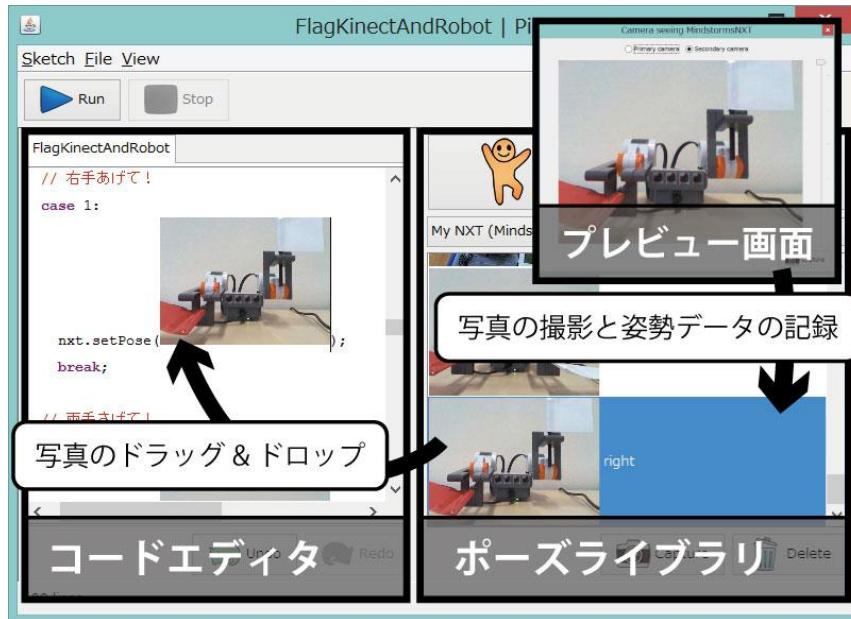 FlagKinectAndRobot | Pi
Camera seeing MindstormsNXT
Primary camera Secondary camera
Sketch File View
Run Stop
FlagKinectAndRobot
// 右手あげて!
case 1:
nxt.setPose( );
break;
// 両手さげて!
My NXT (Minds
プレビュー画面
写真の撮影と姿勢データの記録
写真のドラッグ & ドロップ
right
Undo Redo
コードエディタ
Capture Delete
ポーズライブラリ